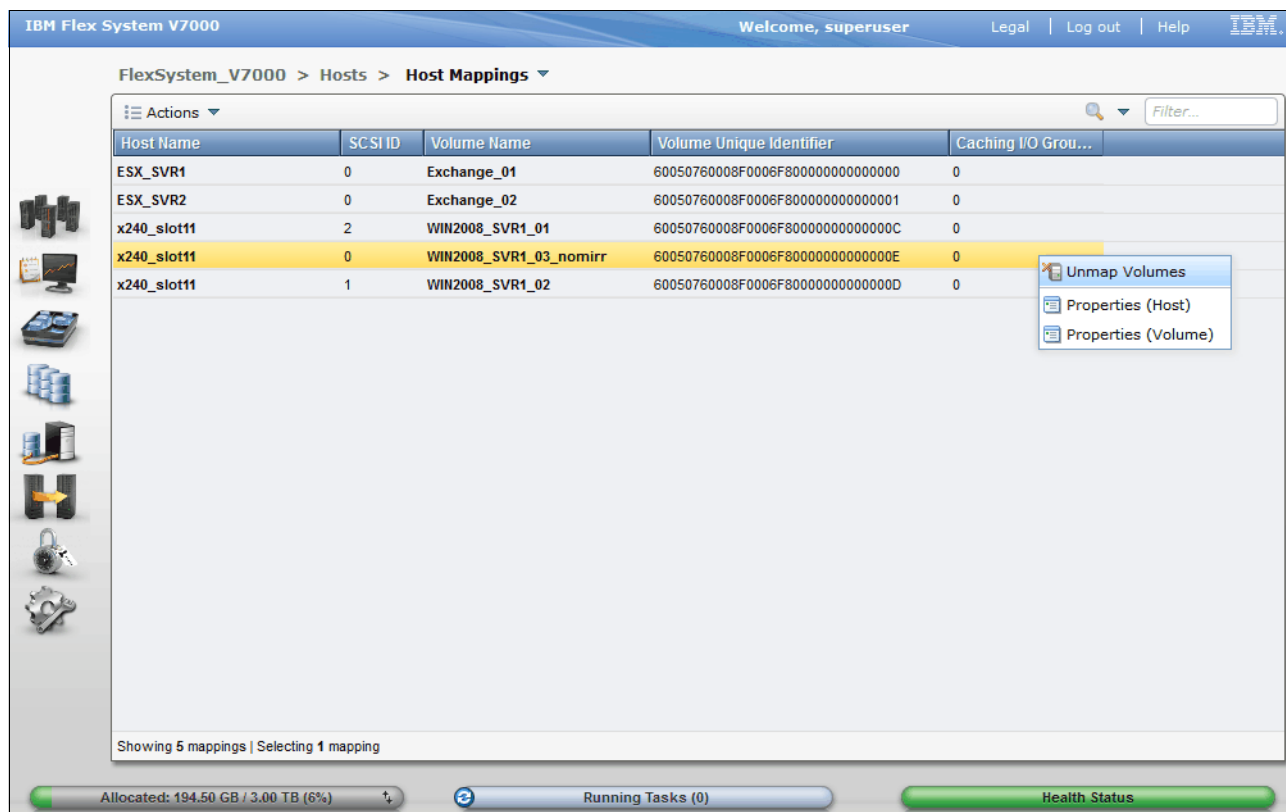 IBM Flex System V7000 Welcome, superuser Legal | Log out | Help IBM.
FlexSystem_V7000 > Hosts > Host Mappings
Actions Filter...
Host Name SCSI ID Volume Name Volume Unique Identifier Caching I/O Grou...
ESX_SVR1 0 Exchange_01 60050760008F0006F800000000000000 0
ESX_SVR2 0 Exchange_02 60050760008F0006F800000000000001 0
x240_slot11 2 WIN2008_SVR1_01 60050760008F0006F80000000000000C 0
x240_slot11 0 WIN2008_SVR1_03_nomirr 60050760008F0006F80000000000000E 0
x240_slot11 1 WIN2008_SVR1_02 60050760008F0006F80000000000000D 0
Unmap Volumes
Properties (Host)
Properties (Volume)
Showing 5 mappings | Selecting 1 mapping
Allocated: 194.50 GB / 3.00 TB (6%) Running Tasks (0) Health Status